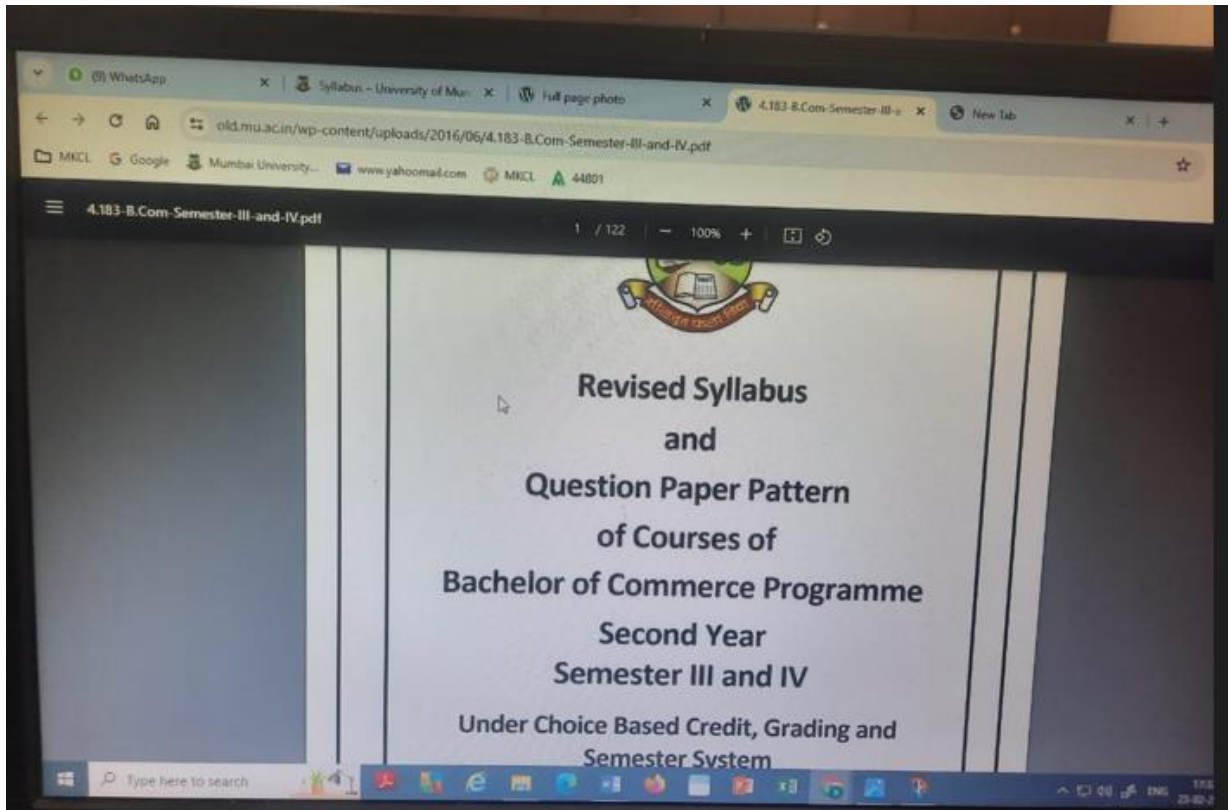 (9) WhatsApp
Syllabus – University of Mum
Full page photo
4.183-B.Com-Semester-III-a
New Tab
old.mu.ac.in/wp-content/uploads/2016/06/4.183-B.Com-Semester-III-and-IV.pdf
MKCL Google Mumbai University... www.yahoomail.com MKCL 44801
4.183-B.Com-Semester-III-and-IV.pdf
1 / 122 − 100% +
Revised Syllabus
and
Question Paper Pattern
of Courses of
Bachelor of Commerce Programme
Second Year
Semester III and IV
Under Choice Based Credit, Grading and
Semester System
Type here to search
ENG